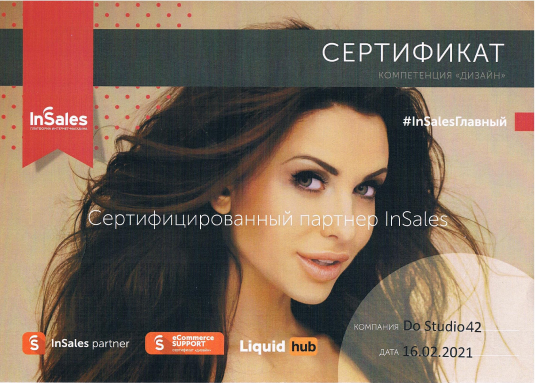 СЕРТИФИКАТ
КОМПЕТЕНЦИЯ «ДИЗАЙН»
InSales
ПЛАТФОРМА ИНТЕРНЕТ-МАГАЗИНА
#InSalesГлавный
Сертифицированный партнер InSales
КОМПАНИЯ Do Studio42
ДАТА 16.02.2021
InSales partner
eCommerce
SUPPORT
сертификат «Дизайн»
Liquid hub